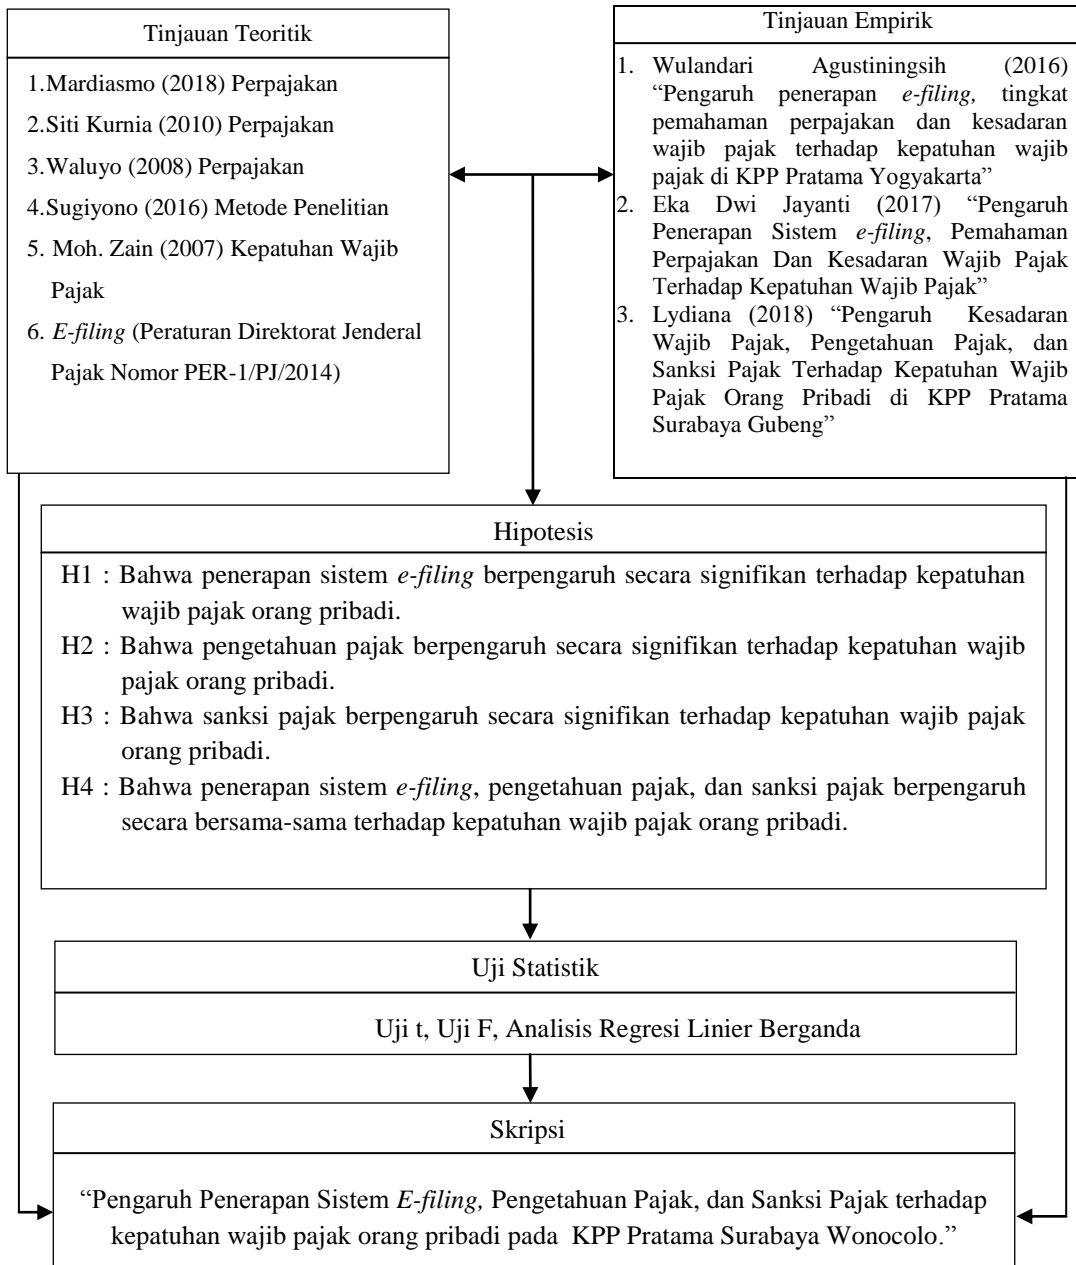 Tinjauan Teoritik
1.Mardiasmo (2018) Perpajakan
2.Siti Kurnia (2010) Perpajakan
3.Waluyo (2008) Perpajakan
4.Sugiyono (2016) Metode Penelitian
5. Moh. Zain (2007) Kepatuhan Wajib
Pajak
6. E-filing (Peraturan Direktorat Jenderal
Pajak Nomor PER-1/PJ/2014)
Tinjauan Empirik
1. Wulandari Agustiningsih (2016)
“Pengaruh penerapan e-filing, tingkat
pemahaman perpajakan dan kesadaran
wajib pajak terhadap kepatuhan wajib
pajak di KPP Pratama Yogyakarta”
2. Eka Dwi Jayanti (2017) “Pengaruh
Penerapan Sistem e-filing, Pemahaman
Perpajakan Dan Kesadaran Wajib Pajak
Terhadap Kepatuhan Wajib Pajak”
3. Lydiana (2018) “Pengaruh Kesadaran
Wajib Pajak, Pengetahuan Pajak, dan
Sanksi Pajak Terhadap Kepatuhan Wajib
Pajak Orang Pribadi di KPP Pratama
Surabaya Gubeng”
Hipotesis
H1 : Bahwa penerapan sistem e-filing berpengaruh secara signifikan terhadap kepatuhan
wajib pajak orang pribadi.
H2 : Bahwa pengetahuan pajak berpengaruh secara signifikan terhadap kepatuhan wajib
pajak orang pribadi.
H3 : Bahwa sanksi pajak berpengaruh secara signifikan terhadap kepatuhan wajib pajak
orang pribadi.
H4 : Bahwa penerapan sistem e-filing, pengetahuan pajak, dan sanksi pajak berpengaruh
secara bersama-sama terhadap kepatuhan wajib pajak orang pribadi.
Uji Statistik
Uji t, Uji F, Analisis Regresi Linier Berganda
Skripsi
“Pengaruh Penerapan Sistem E-filing, Pengetahuan Pajak, dan Sanksi Pajak terhadap
kepatuhan wajib pajak orang pribadi pada KPP Pratama Surabaya Wonocolo.”